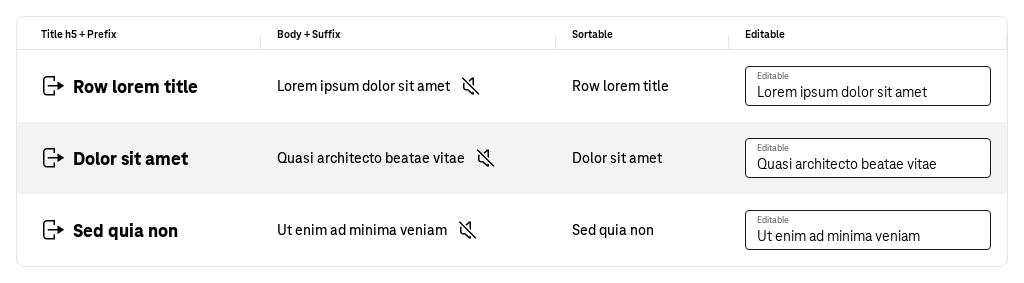 Title h5 + Prefix Body + Suffix Sortable Editable
Row lorem title Lorem ipsum dolor sit amet Row lorem title Editable
Lorem ipsum dolor sit amet
Dolor sit amet Quasi architecto beatae vitae Dolor sit amet Editable
Quasi architecto beatae vitae
Sed quia non Ut enim ad minima veniam Sed quia non Editable
Ut enim ad minima veniam